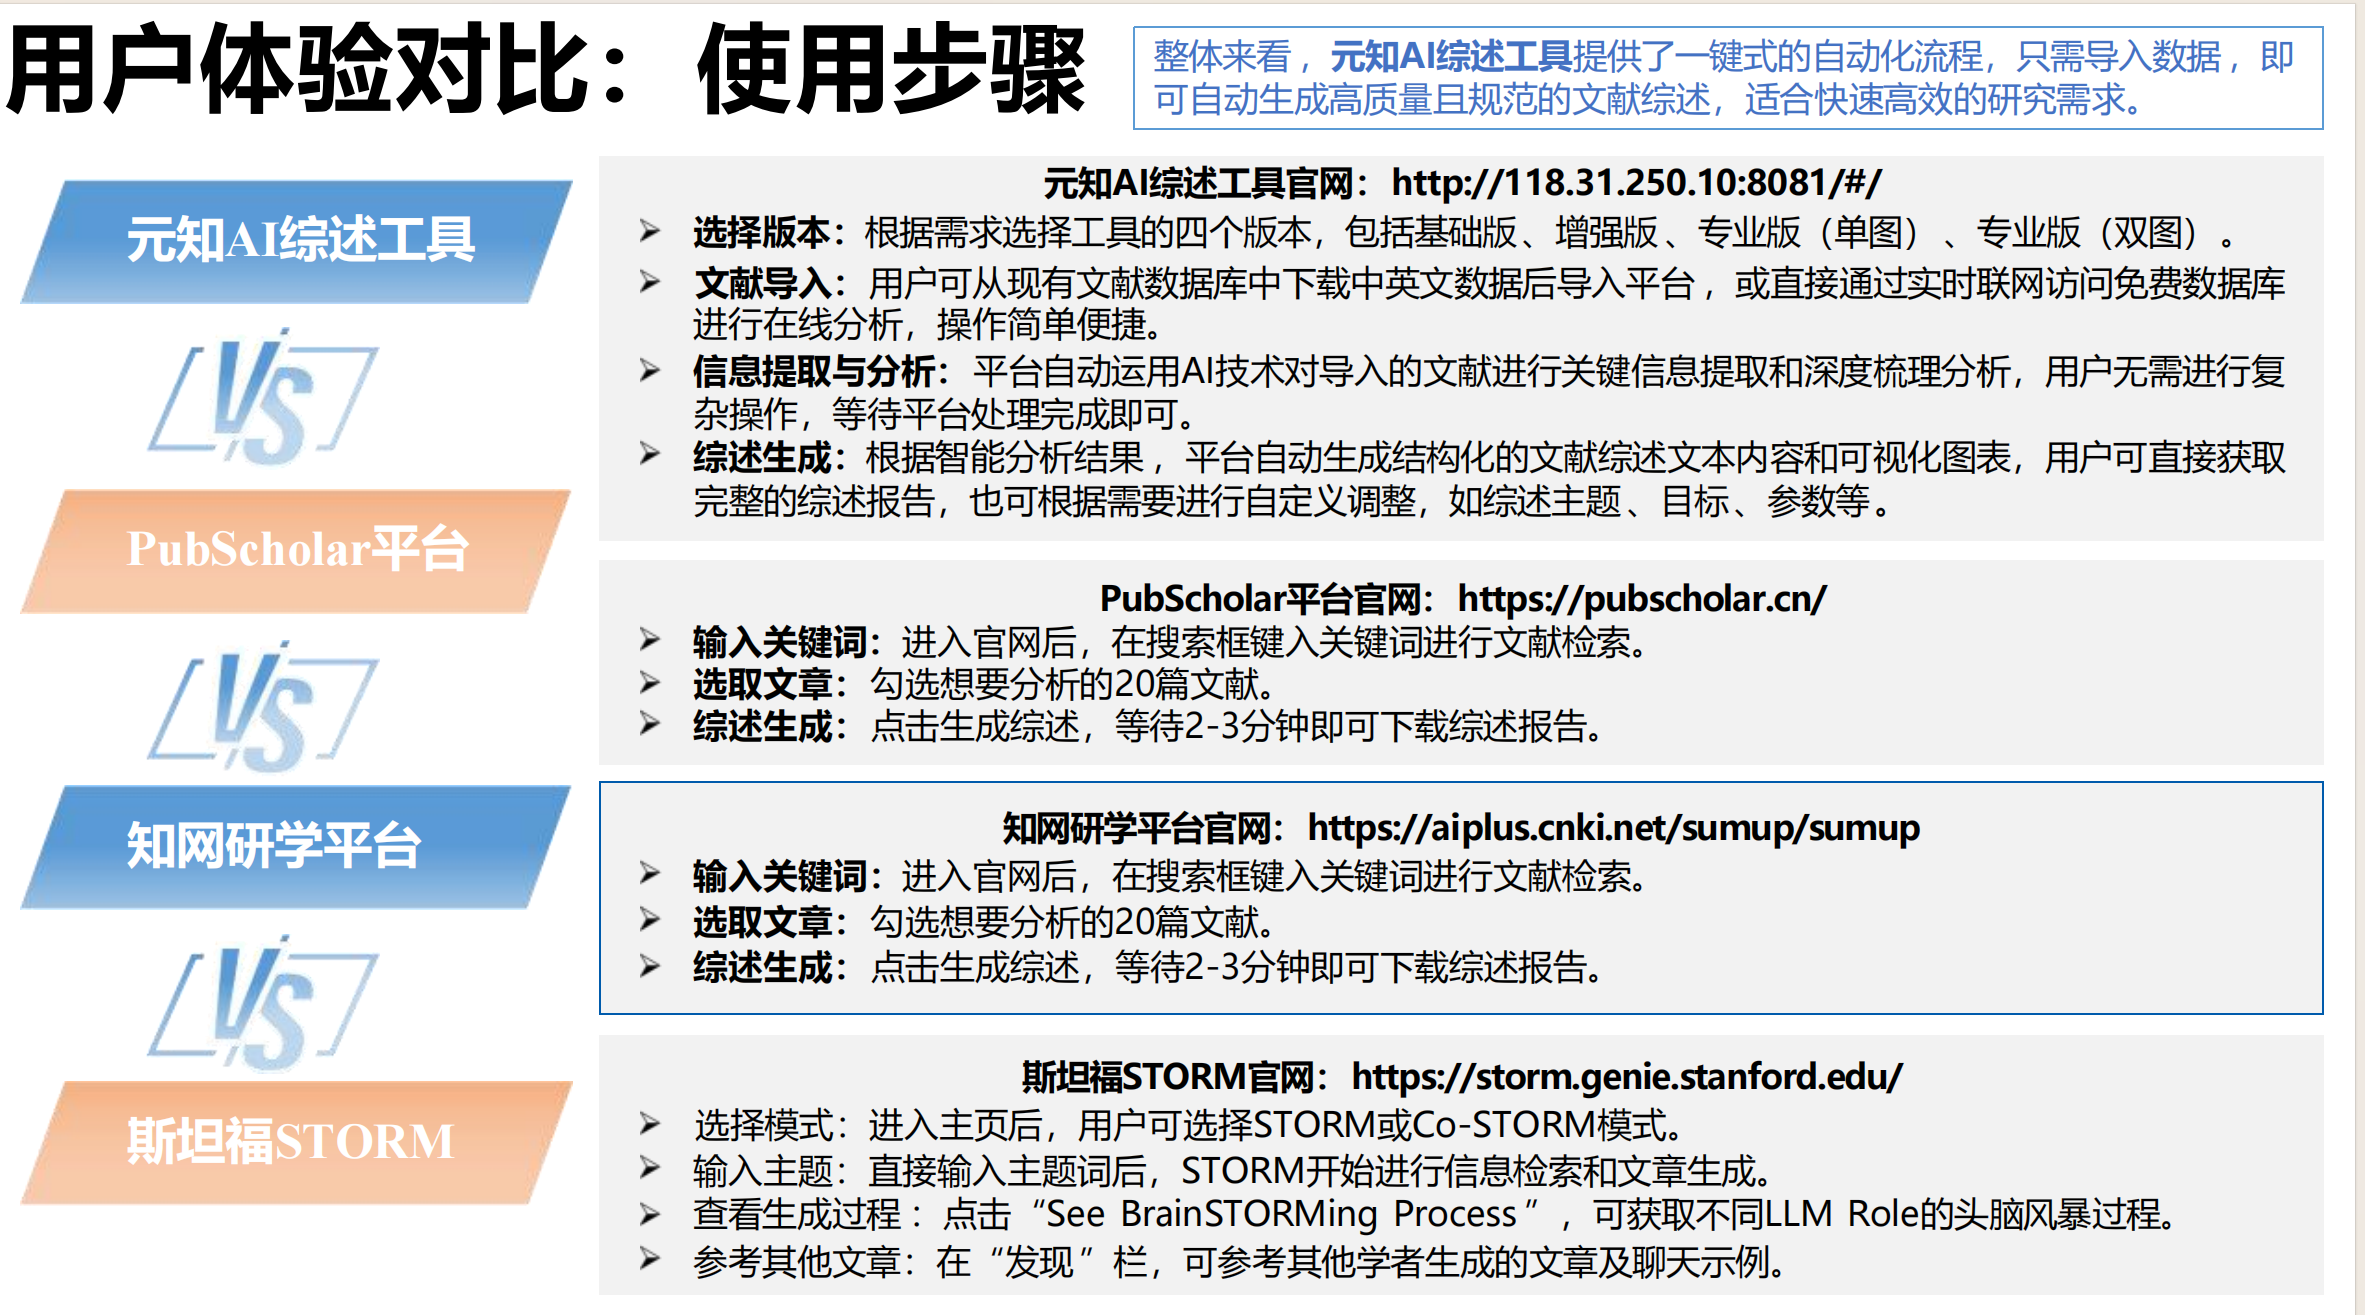 用户体验对比：使用步骤
整体来看，元知AI综述工具提供了一键式的自动化流程，只需导入数据，即
可自动生成高质量且规范的文献综述，适合快速高效的研究需求。
元知AI综述工具
VS
PubScholar平台
VS
知网研学平台
VS
斯坦福STORM
元知AI综述工具官网：http://118.31.250.10:8081/#/
选择版本：根据需求选择工具的四个版本，包括基础版、增强版、专业版（单图）、专业版（双图）。
文献导入：用户可从现有文献数据库中下载中英文数据后导入平台，或直接通过实时联网访问免费数据库
进行在线分析，操作简单便捷。
信息提取与分析：平台自动运用AI技术对导入的文献进行关键信息提取和深度梳理分析，用户无需进行复
杂操作，等待平台处理完成即可。
综述生成：根据智能分析结果，平台自动生成结构化的文献综述文本内容和可视化图表，用户可直接获取
完整的综述报告，也可根据需要进行自定义调整，如综述主题、目标、参数等。
PubScholar平台官网：https://pubscholar.cn/
输入关键词：进入官网后，在搜索框键入关键词进行文献检索。
选取文章：勾选想要分析的20篇文献。
综述生成：点击生成综述，等待2-3分钟即可下载综述报告。
知网研学平台官网：https://aiplus.cnki.net/sumup/sumup
输入关键词：进入官网后，在搜索框键入关键词进行文献检索。
选取文章：勾选想要分析的20篇文献。
综述生成：点击生成综述，等待2-3分钟即可下载综述报告。
斯坦福STORM官网：https://storm.genie.stanford.edu/
选择模式：进入主页后，用户可选择STORM或Co-STORM模式。
输入主题：直接输入主题词后，STORM开始进行信息检索和文章生成。
查看生成过程：点击“See BrainSTORMing Process”，可获取不同LLM Role的头脑风暴过程。
参考其他文章：在“发现”栏，可参考其他学者生成的文章及聊天示例。